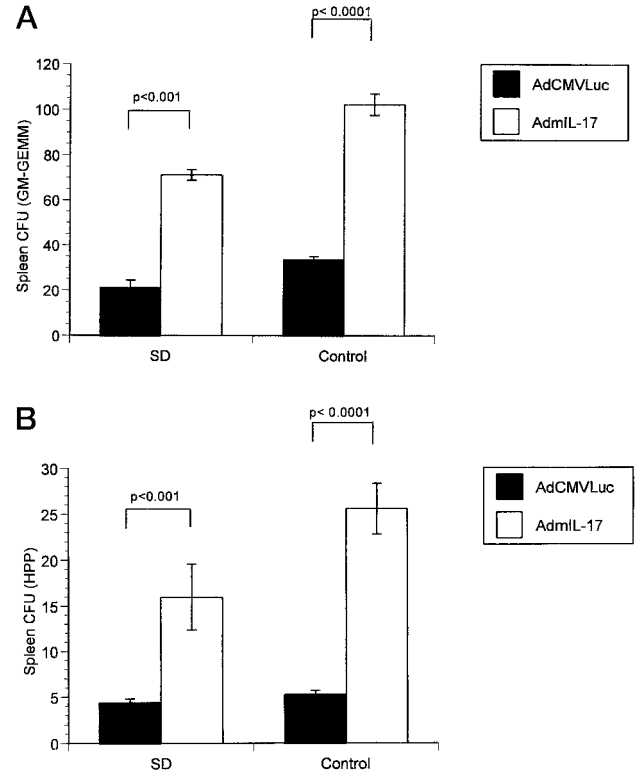 A
p< 0.0001
p<0.001
AdCMVLuc
AdmIL-17
120
100
80
60
40
20
0
Spleen CFU (GM-GEMM)
SD
Control
B
p< 0.0001
p<0.001
AdCMVLuc
AdmIL-17
30
25
20
15
10
5
0
Spleen CFU (HPP)
SD
Control